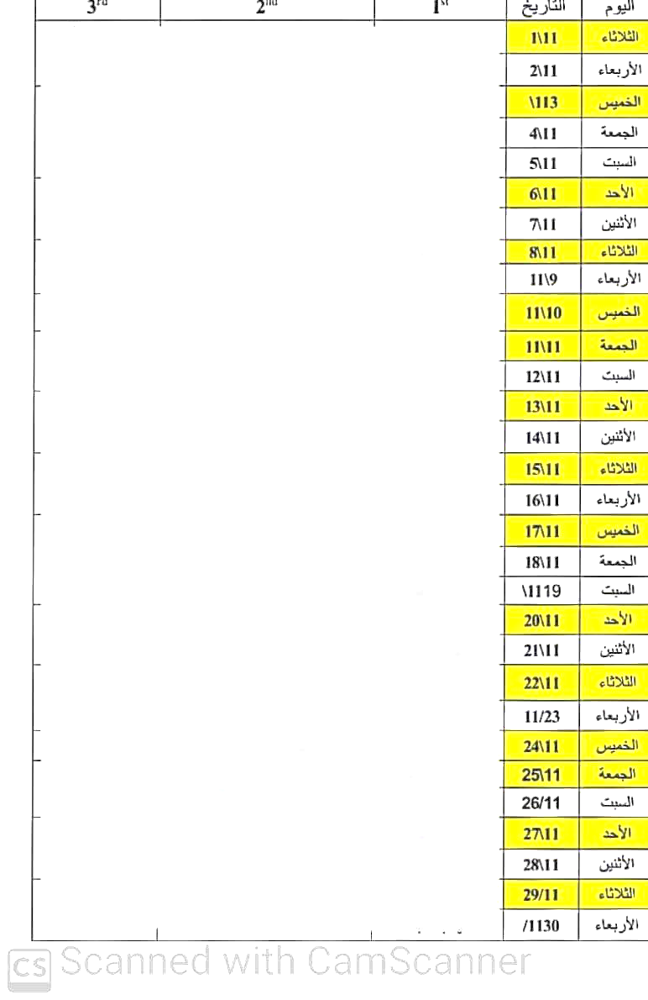 اليوم التاريخ 1st 2nd 3rd
الثلاثاء 1\11
الأربعاء 2\11
الخميس \113
الجمعة 4\11
السبت 5\11
الأحد 6\11
الأثنين 7\11
الثلاثاء 8\11
الأربعاء 11\9
الخميس 11\10
الجمعة 11\11
السبت 12\11
الأحد 13\11
الأثنين 14\11
الثلاثاء 15\11
الأربعاء 16\11
الخميس 17\11
الجمعة 18\11
السبت \1119
الأحد 20\11
الأثنين 21\11
الثلاثاء 22\11
الأربعاء 11/23
الخميس 24\11
الجمعة 25\11
السبت 26/11
الأحد 27\11
الأثنين 28\11
الثلاثاء 29/11
الأربعاء /1130
CS Scanned with CamScanner